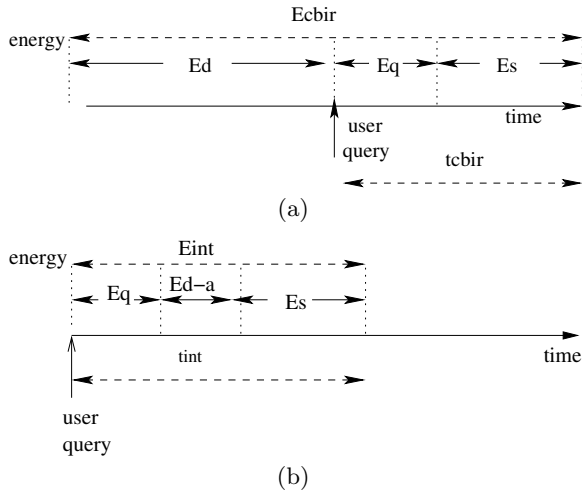 Ecbir
energy
Ed Eq Es
time
user
query
tcbir
(a)
energy
Eint
Eq Ed-a Es
tint
time
user
query
(b)